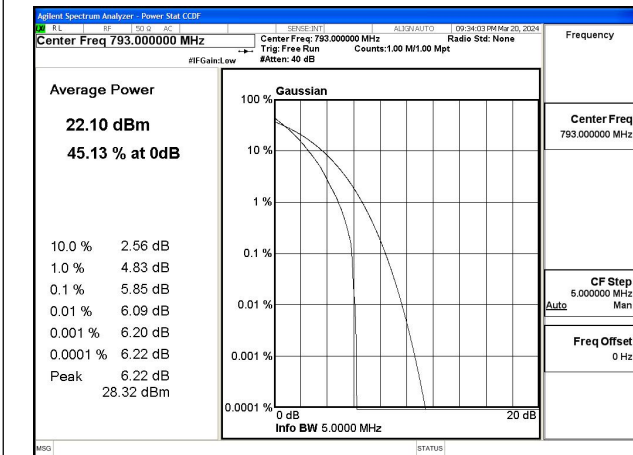 Agilent Spectrum Analyzer - Power Stat CCDF
LXI RL RF 50 Ω AC SENSE:INT ALIGN AUTO 09:34:03 PM Mar 20, 2024
Center Freq 793.000000 MHz
Center Freq: 793.000000 MHz Radio Std: None
Trig: Free Run Counts:1.00 M/1.00 Mpt
#IFGain:Low #Atten: 40 dB
Frequency
Average Power
22.10 dBm
45.13 % at 0dB
10.0 % 2.56 dB
1.0 % 4.83 dB
0.1 % 5.85 dB
0.01 % 6.09 dB
0.001 % 6.20 dB
0.0001 % 6.22 dB
Peak 6.22 dB
28.32 dBm
Gaussian
100 %
10 %
1 %
0.1 %
0.01 %
0.001 %
0.0001 %
0 dB 20 dB
Info BW 5.0000 MHz
Center Freq
793.000000 MHz
CF Step
5.000000 MHz
Auto Man
Freq Offset
0 Hz
MSG STATUS